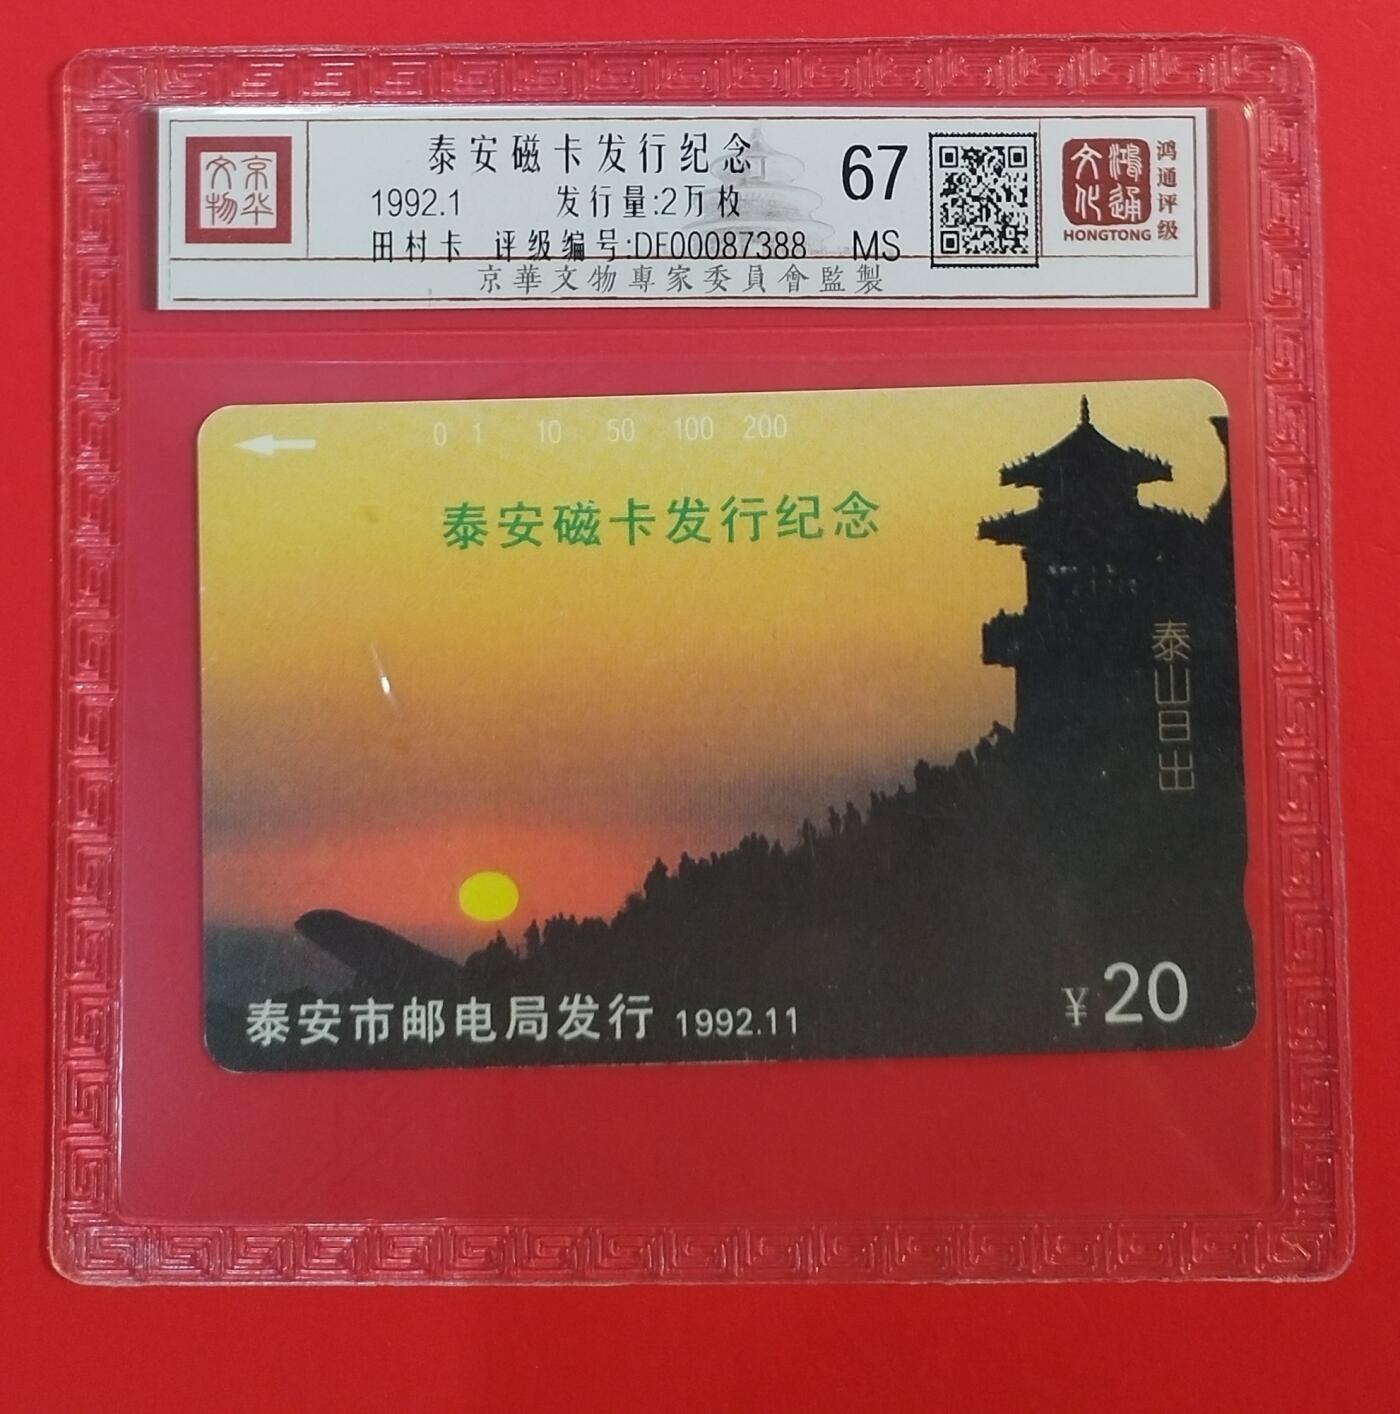 京华
文物
泰安磁卡发行纪念
1992.1 发行量:2万枚
田村卡 评级编号:DF00087388
67
MS
京華文物專家委員會監製
鸿通
文化
HONGTONG
鸿通评级
0 1 10 50 100 200
泰安磁卡发行纪念
泰山日出
泰安市邮电局发行 1992.11
¥20